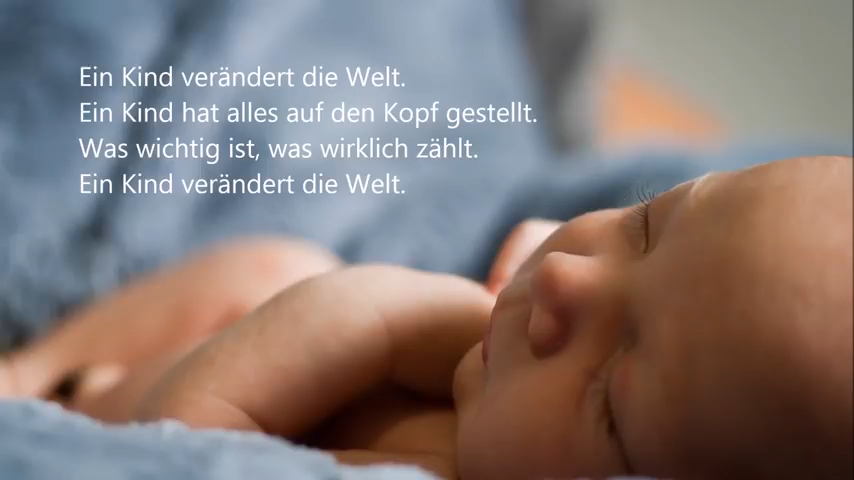 Ein Kind verändert die Welt.
Ein Kind hat alles auf den Kopf gestellt.
Was wichtig ist, was wirklich zählt.
Ein Kind verändert die Welt.